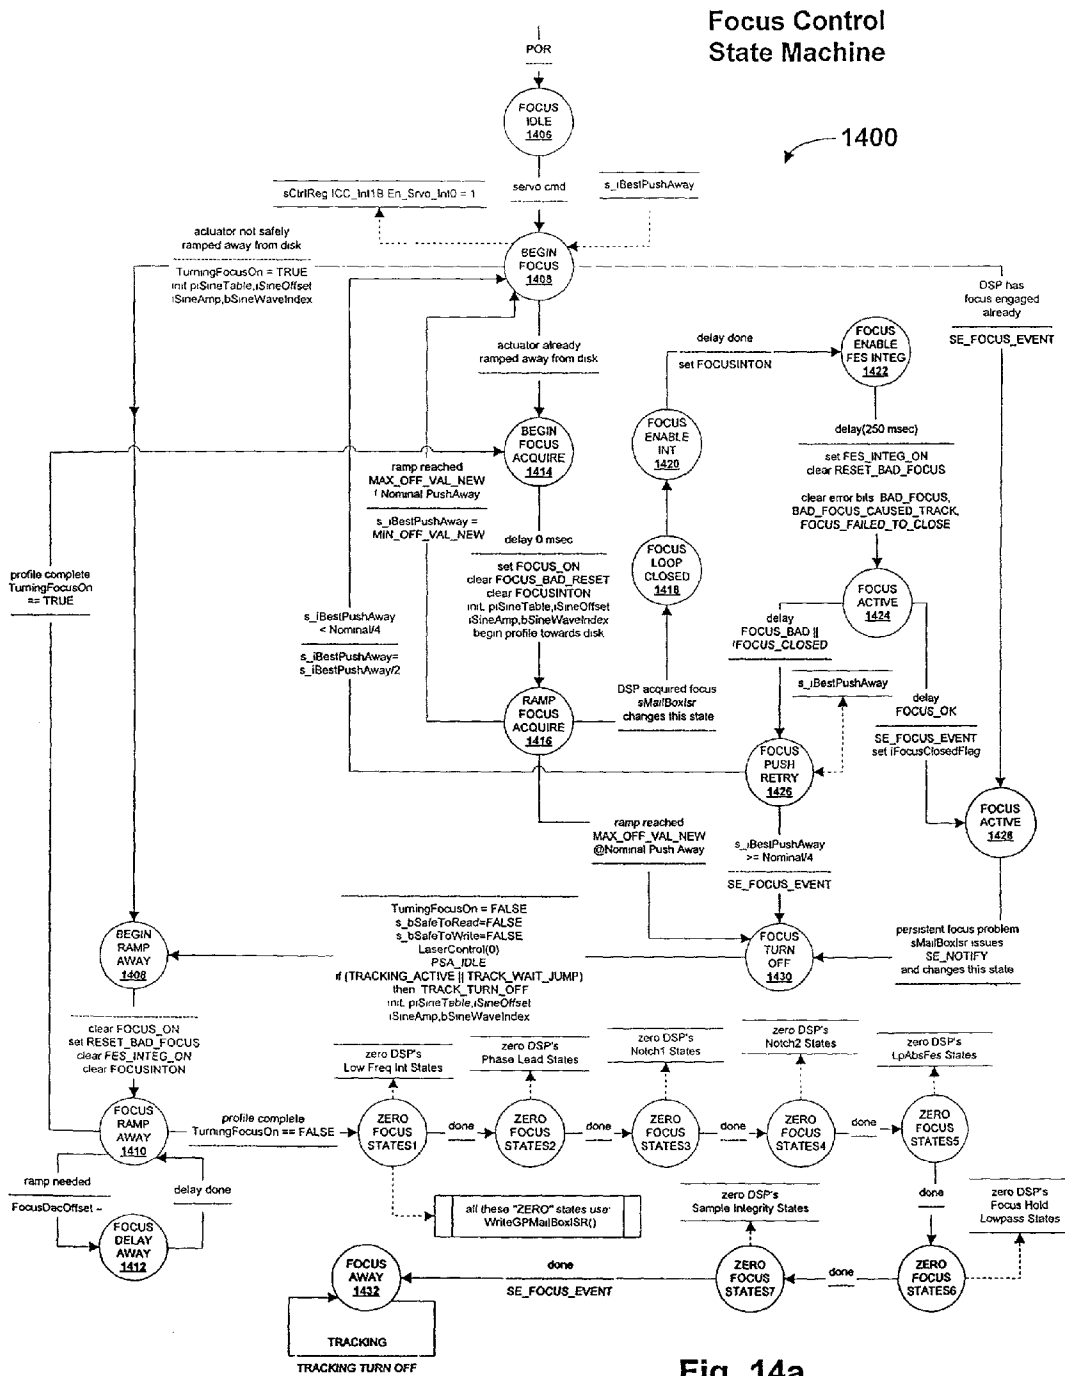 Focus Control
State Machine
1400
POR
FOCUS
IDLE
1406
servo cmd
s_iBestPushAway
sCtrlReg ICC_Int1B En_Srvo_Int0 = 1
BEGIN
FOCUS
1408
actuator not safely
ramped away from disk
TurningFocusOn = TRUE
init piSineTable,iSineOffset
iSineAmp,bSineWaveIndex
DSP has
focus engaged
already
SE_FOCUS_EVENT
actuator already
ramped away from disk
delay done
set FOCUSINTON
FOCUS
ENABLE
FES INTEG
1422
BEGIN
FOCUS
ACQUIRE
1414
FOCUS
ENABLE
INT
1420
delay(250 msec)
set FES_INTEG_ON
clear RESET_BAD_FOCUS
clear error bits BAD_FOCUS,
BAD_FOCUS_CAUSED_TRACK,
FOCUS_FAILED_TO_CLOSE
ramp reached
MAX_OFF_VAL_NEW
! Nominal PushAway
s_iBestPushAway =
MIN_OFF_VAL_NEW
delay 0 msec
set FOCUS_ON
clear FOCUS_BAD_RESET
clear FOCUSINTON
init. piSineTable,iSineOffset
iSineAmp,bSineWaveIndex
begin profile towards disk
FOCUS
LOOP
CLOSED
1418
FOCUS
ACTIVE
1424
profile complete
TurningFocusOn
== TRUE
s_iBestPushAway
< Nominal/4
s_iBestPushAway=
s_iBestPushAway/2
delay
FOCUS_BAD ||
!FOCUS_CLOSED
s_iBestPushAway
RAMP
FOCUS
ACQUIRE
1416
DSP acquired focus
sMailBoxIsr
changes this state
delay
FOCUS_OK
SE_FOCUS_EVENT
set iFocusClosedFlag
FOCUS
PUSH
RETRY
1426
FOCUS
ACTIVE
1428
ramp reached
MAX_OFF_VAL_NEW
@Nominal Push Away
s_iBestPushAway
>= Nominal/4
SE_FOCUS_EVENT
BEGIN
RAMP
AWAY
1408
TurningFocusOn = FALSE
s_bSafeToRead=FALSE
s_bSafeToWrite=FALSE
LaserControl(0)
PSA_IDLE
if (TRACKING_ACTIVE || TRACK_WAIT_JUMP)
then TRACK_TURN_OFF
init. piSineTable,iSineOffset
iSineAmp,bSineWaveIndex
FOCUS
TURN
OFF
1430
persistent focus problem
sMailBoxIsr issues
SE_NOTIFY
and changes this state
clear FOCUS_ON
set RESET_BAD_FOCUS
clear FES_INTEG_ON
clear FOCUSINTON
zero DSP's
Low Freq Int States
zero DSP's
Phase Lead States
zero DSP's
Notch1 States
zero DSP's
Notch2 States
zero DSP's
LpAbsFes States
FOCUS
RAMP
AWAY
1410
profile complete
TurningFocusOn == FALSE
ZERO
FOCUS
STATES1
done
ZERO
FOCUS
STATES2
done
ZERO
FOCUS
STATES3
done
ZERO
FOCUS
STATES4
done
ZERO
FOCUS
STATES5
ramp needed
FocusDacOffset --
delay done
FOCUS
DELAY
AWAY
1412
all these "ZERO" states use
WriteGPMailBoxISR()
zero DSP's
Sample Integrity States
done
zero DSP's
Focus Hold
Lowpass States
FOCUS
AWAY
1432
done
SE_FOCUS_EVENT
ZERO
FOCUS
STATES7
done
ZERO
FOCUS
STATES6
TRACKING
TRACKING TURN OFF
Fig. 14a